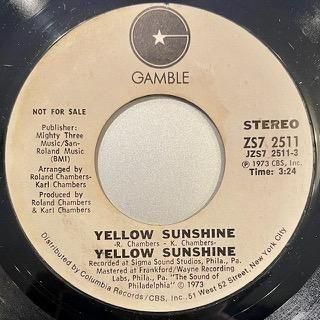 GAMBLE
NOT FOR SALE
Publisher:
Mighty Three
Music/San-
Roland Music
(BMI)
Arranged by
Roland Chambers-
Karl Chambers
Produced by
Roland Chambers
& Karl Chambers
STEREO
ZS7 2511
JZS7 2511-3
Ⓟ 1973 CBS, Inc.
Time: 3:24
YELLOW SUNSHINE
-R. Chambers - K. Chambers-
YELLOW SUNSHINE
Recorded at Sigma Sound Studios, Phila., Pa.
Mastered at Frankford/Wayne Recording
Labs, Phila., Pa. "The Sound of
Philadelphia" © 1973
Distributed by Columbia Records/CBS, Inc./51 West 52 Street, New York City